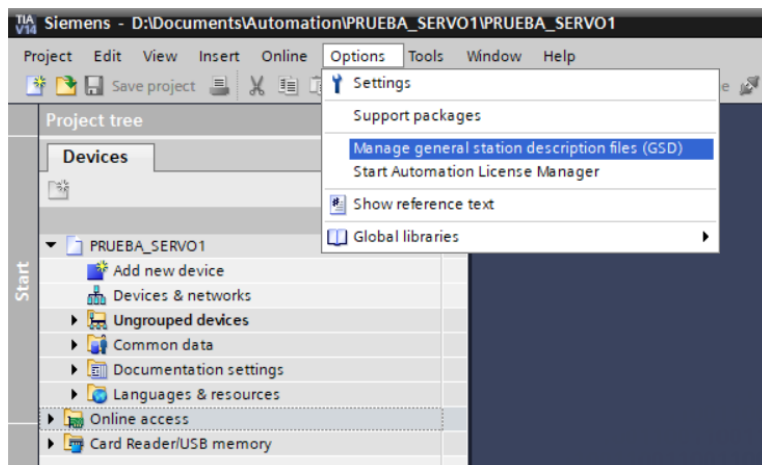 TIA V14 Siemens - D:\Documents\Automation\PRUEBA_SERVO1\PRUEBA_SERVO1
Project Edit View Insert Online Options Tools Window Help
Save project
Settings
Support packages
Manage general station description files (GSD)
Start Automation License Manager
Show reference text
Global libraries
Project tree
Devices
Start
PRUEBA_SERVO1
Add new device
Devices & networks
Ungrouped devices
Common data
Documentation settings
Languages & resources
Online access
Card Reader/USB memory